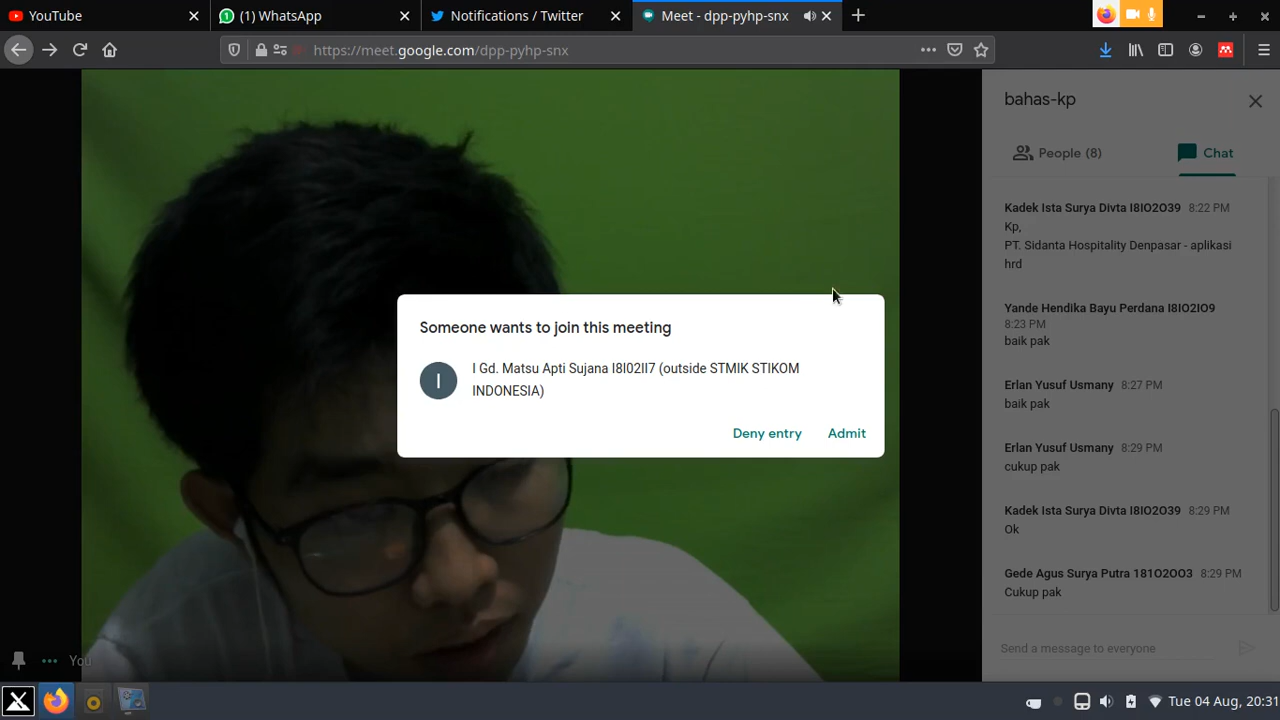 YouTube
(1) WhatsApp
Notifications / Twitter
Meet - dpp-pyhp-snx
https://meet.google.com/dpp-pyhp-snx
bahas-kp
People (8)
Chat
Kadek Ista Surya Divta I8IO2O39 8:22 PM
Kp,
PT. Sidanta Hospitality Denpasar - aplikasi
hrd
Yande Hendika Bayu Perdana I8IO2IO9
8:23 PM
baik pak
Erlan Yusuf Usmany 8:27 PM
baik pak
Erlan Yusuf Usmany 8:29 PM
cukup pak
Kadek Ista Surya Divta I8IO2O39 8:29 PM
Ok
Gede Agus Surya Putra 181O2OO3 8:29 PM
Cukup pak
Send a message to everyone
Someone wants to join this meeting
I
I Gd. Matsu Apti Sujana I8I02II7 (outside STMIK STIKOM
INDONESIA)
Deny entry
Admit
You
Tue 04 Aug, 20:31